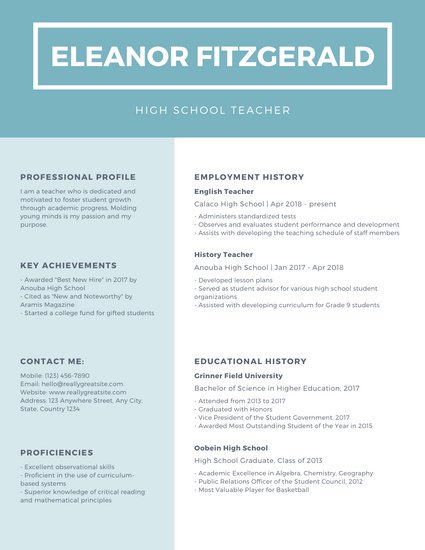 ELEANOR FITZGERALD
HIGH SCHOOL TEACHER
PROFESSIONAL PROFILE
I am a teacher who is dedicated and
motivated to foster student growth
through academic progress. Molding
young minds is my passion and my
purpose.
KEY ACHIEVEMENTS
- Awarded "Best New Hire" in 2017 by
Anouba High School
- Cited as "New and Noteworthy" by
Aramis Magazine
- Started a college fund for gifted students
CONTACT ME:
Mobile: (123) 456-7890
Email: hello@reallygreatsite.com
Website: www.reallygreatsite.com
Address: 123 Anywhere Street, Any City,
State, Country 1234
PROFICIENCIES
- Excellent observational skills
- Proficient in the use of curriculum-
based systems
- Superior knowledge of critical reading
and mathematical principles
EMPLOYMENT HISTORY
English Teacher
Calaco High School | Apr 2018 - present
- Administers standardized tests
- Observes and evaluates student performance and development
- Assists with developing the teaching schedule of staff members
History Teacher
Anouba High School | Jan 2017 - Apr 2018
- Developed lesson plans
- Served as student advisor for various high school student
organizations
- Assisted with developing curriculum for Grade 9 students
EDUCATIONAL HISTORY
Grinner Field University
Bachelor of Science in Higher Education, 2017
- Attended from 2013 to 2017
- Graduated with Honors
- Vice President of the Student Government, 2017
- Awarded Most Outstanding Student of the Year in 2015
Oobein High School
High School Graduate, Class of 2013
- Academic Excellence in Algebra, Chemistry, Geography
- Public Relations Officer of the Student Council, 2012
- Most Valuable Player for Basketball